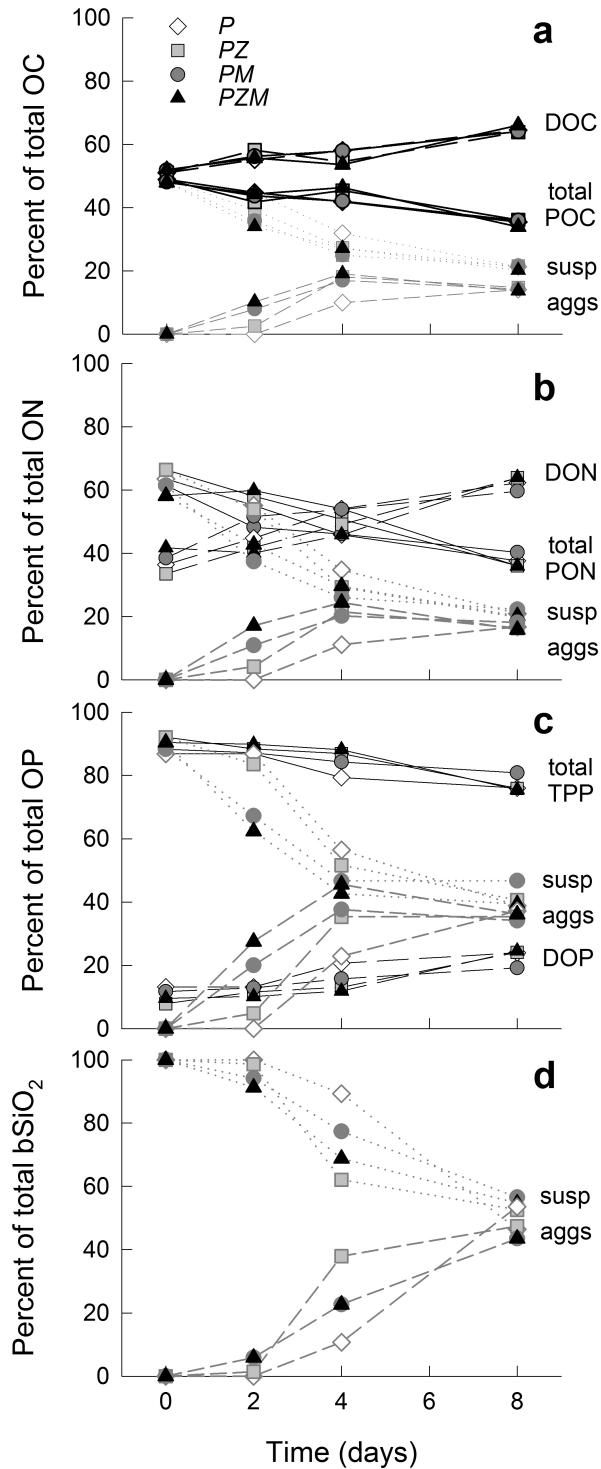 a
P
PZ
PM
PZM
Percent of total OC
100
80
60
40
20
0
DOC
total
POC
susp
aggs
b
Percent of total ON
100
80
60
40
20
0
DON
total
PON
susp
aggs
c
Percent of total OP
100
80
60
40
20
0
total
TPP
susp
aggs
DOP
d
Percent of total bSiO2
100
80
60
40
20
0
susp
aggs
0 2 4 6 8
Time (days)